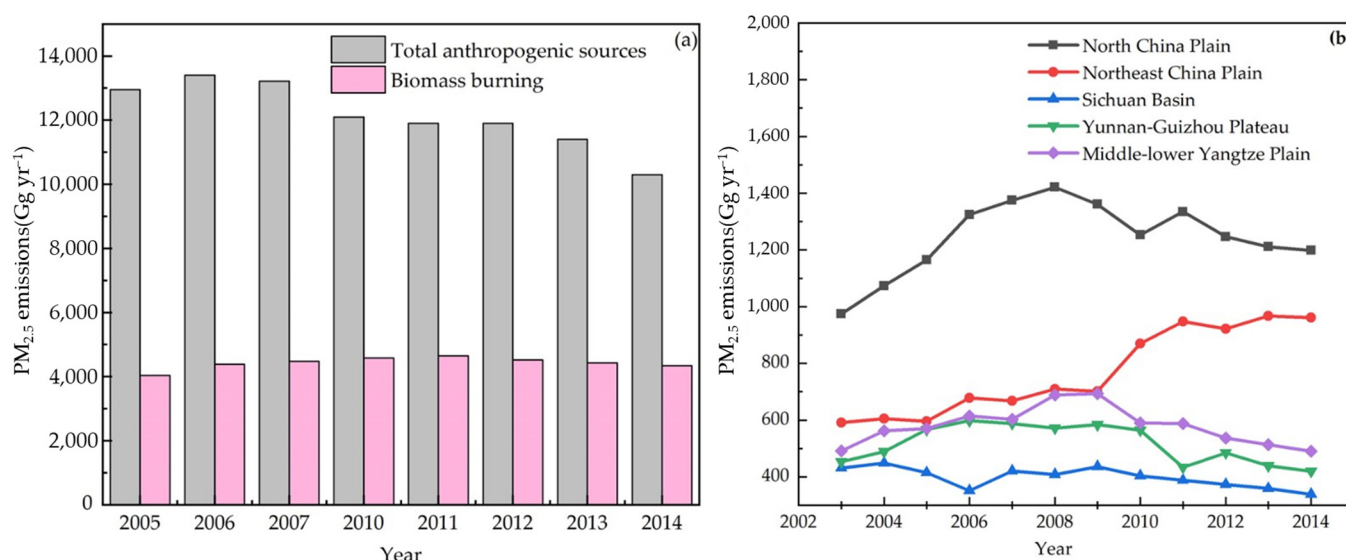 (a)
Total anthropogenic sources
Biomass burning
PM2.5 emissions(Gg yr−1)
14,000
12,000
10,000
8,000
6,000
4,000
2,000
0
2005 2006 2007 2010 2011 2012 2013 2014
Year
(b)
North China Plain
Northeast China Plain
Sichuan Basin
Yunnan-Guizhou Plateau
Middle-lower Yangtze Plain
PM2.5 emissions(Gg yr−1)
2,000
1,800
1,600
1,400
1,200
1,000
800
600
400
2002 2004 2006 2008 2010 2012 2014
Year